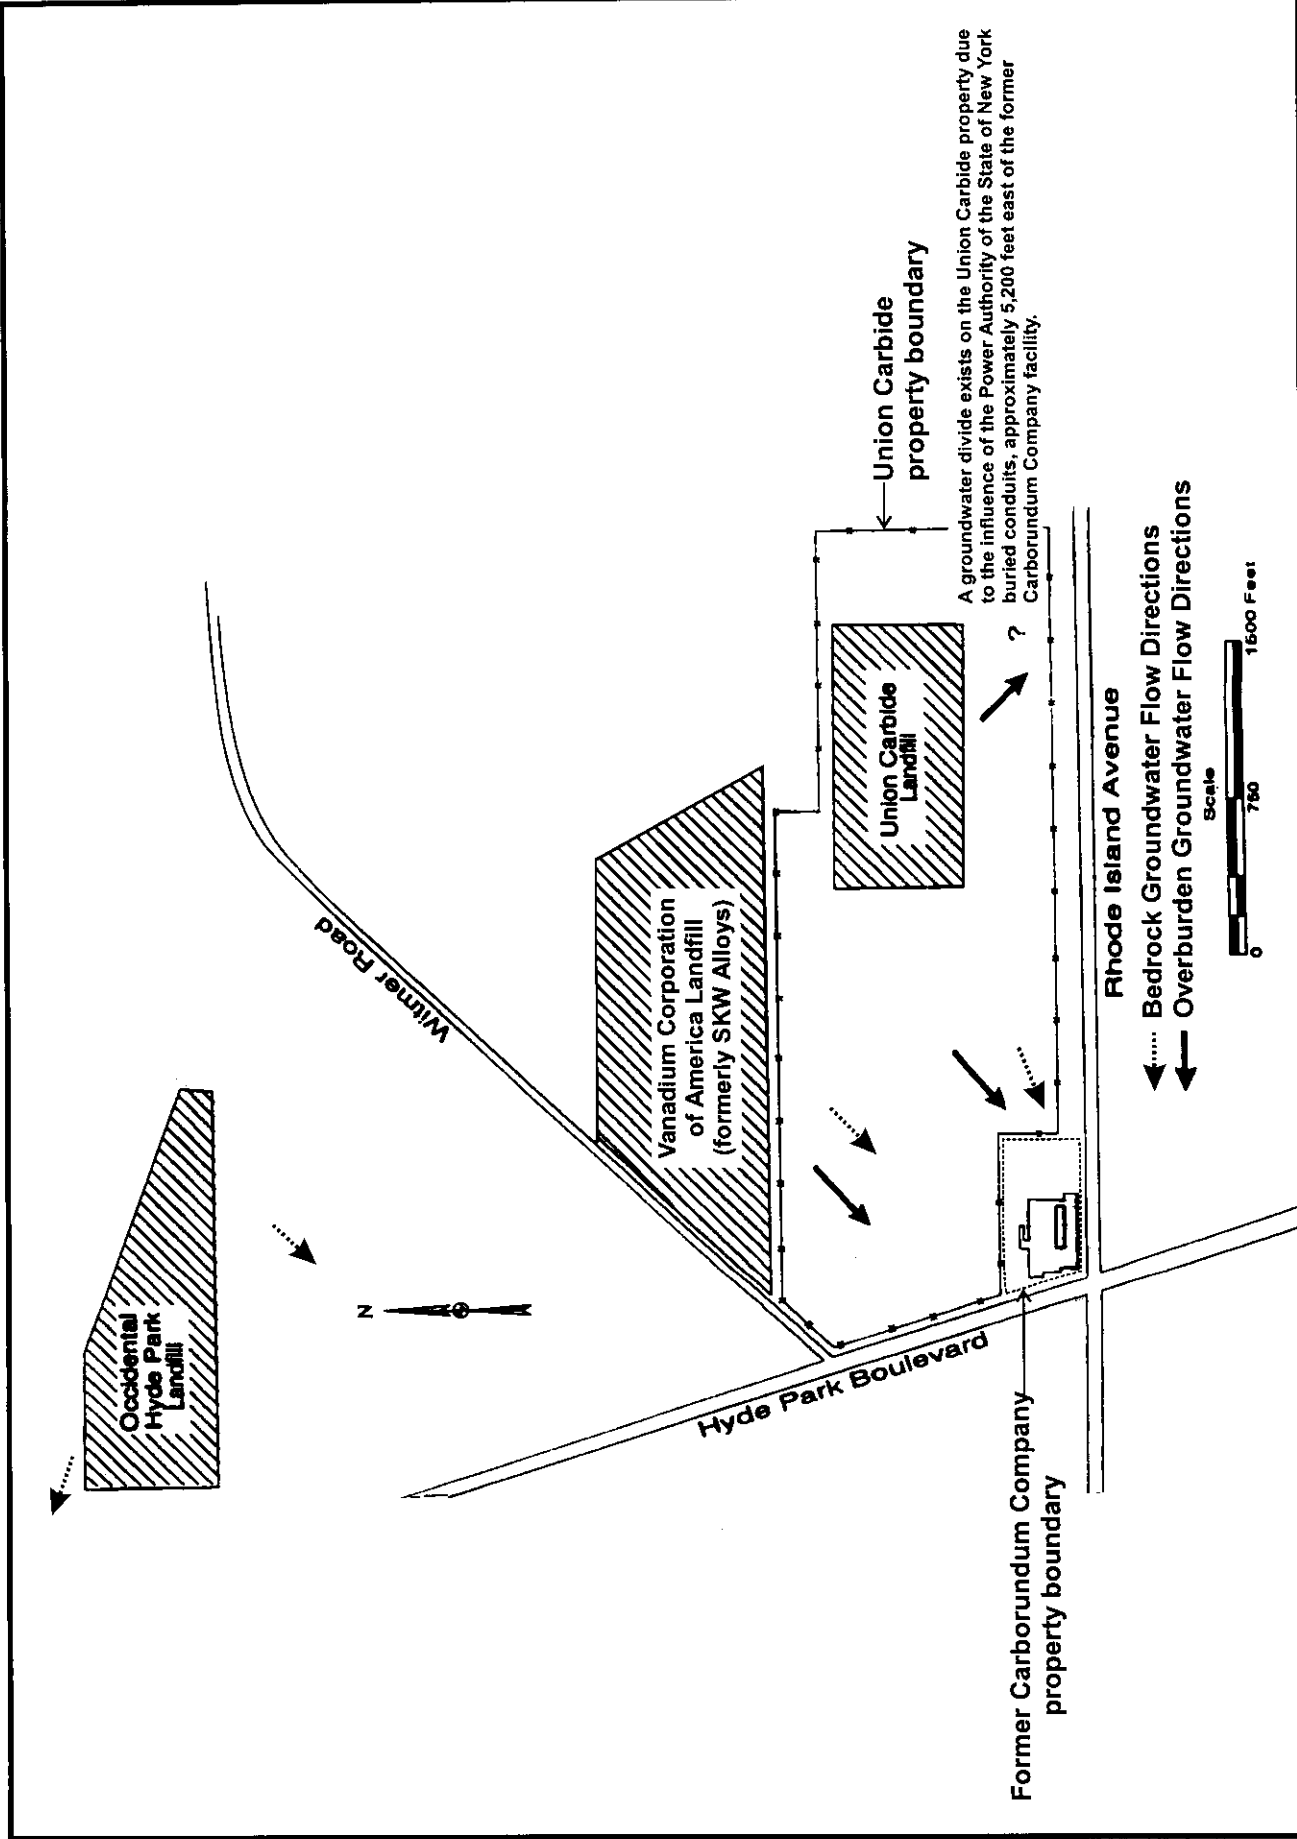 Occidental
Hyde Park
Landfill
N
Witmer Road
Vanadium Corporation
of America Landfill
(formerly SKW Alloys)
Union Carbide
Landfill
Union Carbide
property boundary
A groundwater divide exists on the Union Carbide property due
to the influence of the Power Authority of the State of New York
buried conduits, approximately 5,200 feet east of the former
Carborundum Company facility.
?
Hyde Park Boulevard
Former Carborundum Company
property boundary
Rhode Island Avenue
Bedrock Groundwater Flow Directions
Overburden Groundwater Flow Directions
Scale
0
750
1500 Feet